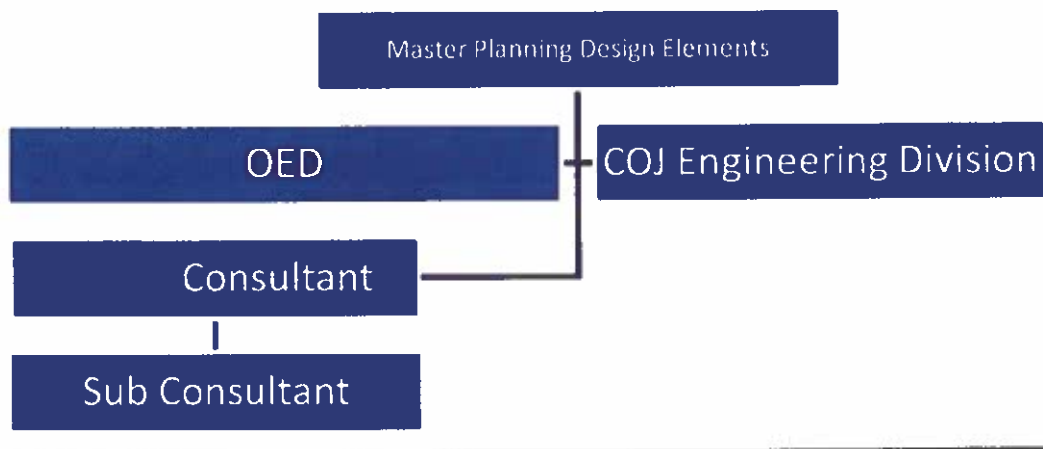 Master Planning Design Elements
OED
COJ Engineering Division
Consultant
Sub Consultant